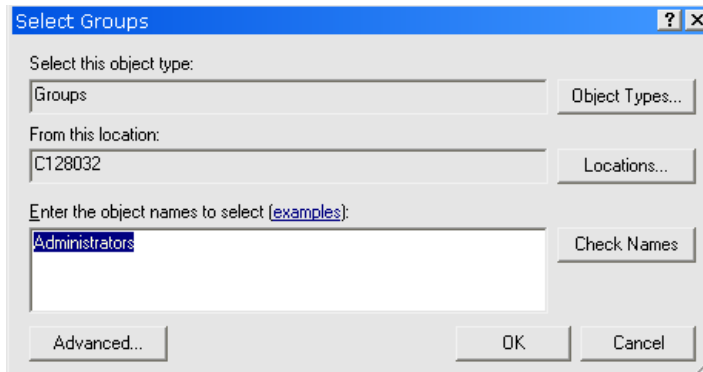 Select Groups
Select this object type:
Groups
Object Types...
From this location:
C128032
Locations...
Enter the object names to select (examples):
Administrators
Check Names
Advanced...
OK
Cancel